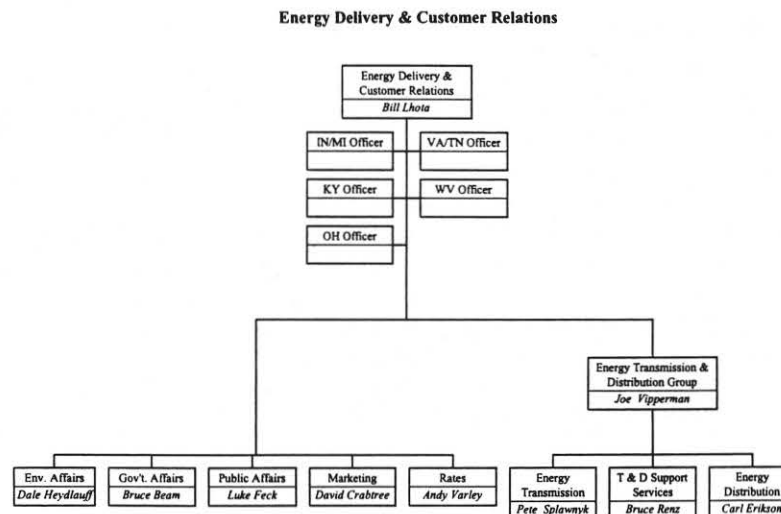 Energy Delivery & Customer Relations
Energy Delivery &
Customer Relations
Bill Lhota
IN/MI Officer
VA/TN Officer
KY Officer
WV Officer
OH Officer
Energy Transmission &
Distribution Group
Joe Vipperman
Env. Affairs
Dale Heydlauff
Gov't. Affairs
Bruce Beam
Public Affairs
Luke Feck
Marketing
David Crabtree
Rates
Andy Varley
Energy
Transmission
Pete Splawnyk
T & D Support
Services
Bruce Renz
Energy
Distribution
Carl Erikson